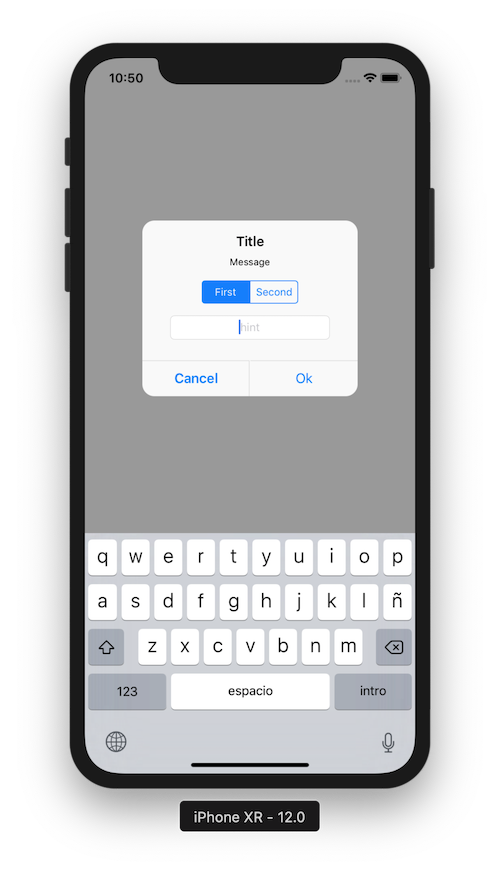 10:50
Title
Message
First Second
hint
Cancel Ok
q w e r t y u i o p
a s d f g h j k l ñ
z x c v b n m
123 espacio intro
iPhone XR - 12.0